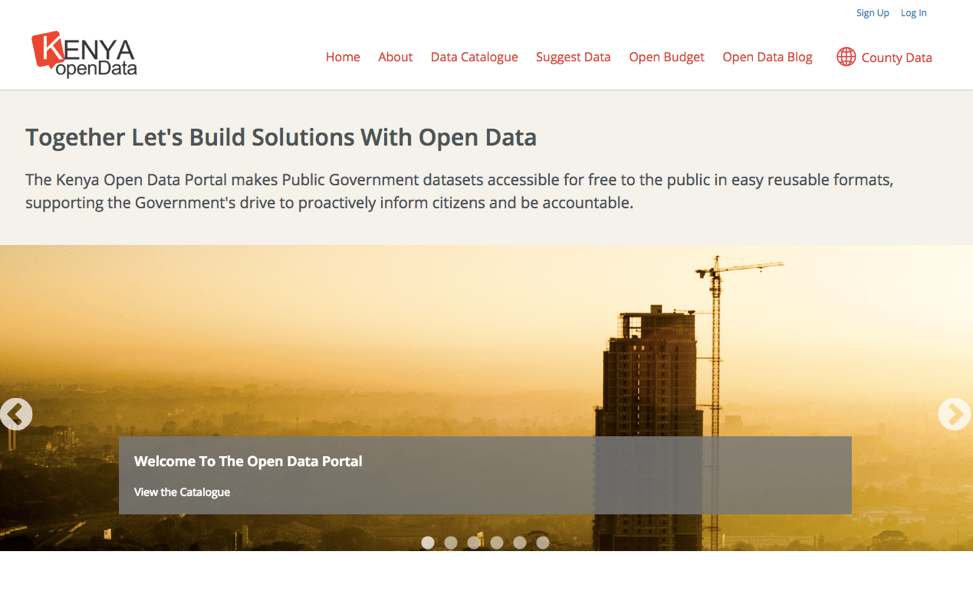 Sign Up Log In
KENYA
openData
Home About Data Catalogue Suggest Data Open Budget Open Data Blog County Data
Together Let's Build Solutions With Open Data
The Kenya Open Data Portal makes Public Government datasets accessible for free to the public in easy reusable formats,
supporting the Government's drive to proactively inform citizens and be accountable.
Welcome To The Open Data Portal
View the Catalogue